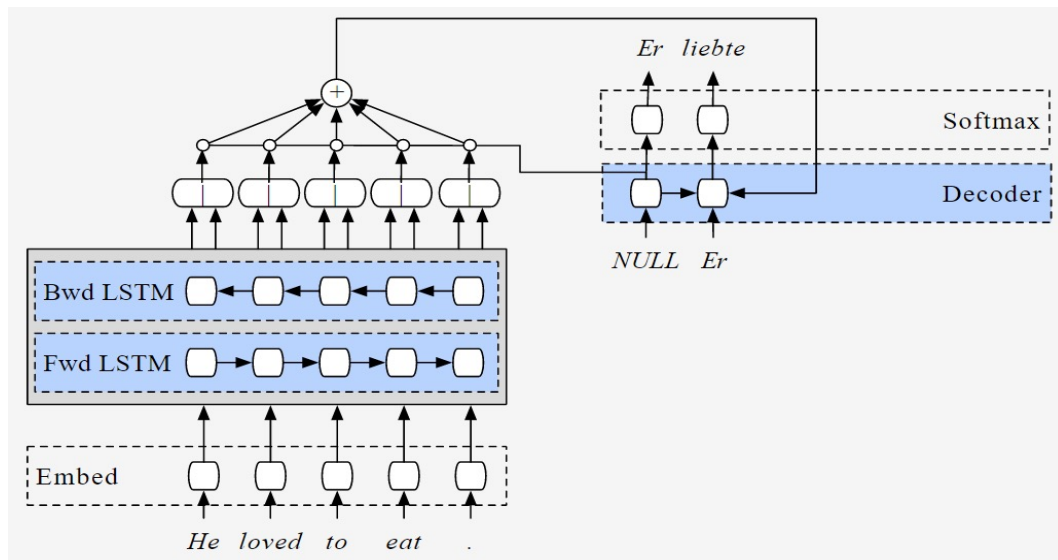 Er liebte
+
Softmax
Decoder
NULL Er
Bwd LSTM
Fwd LSTM
Embed
He loved to eat .